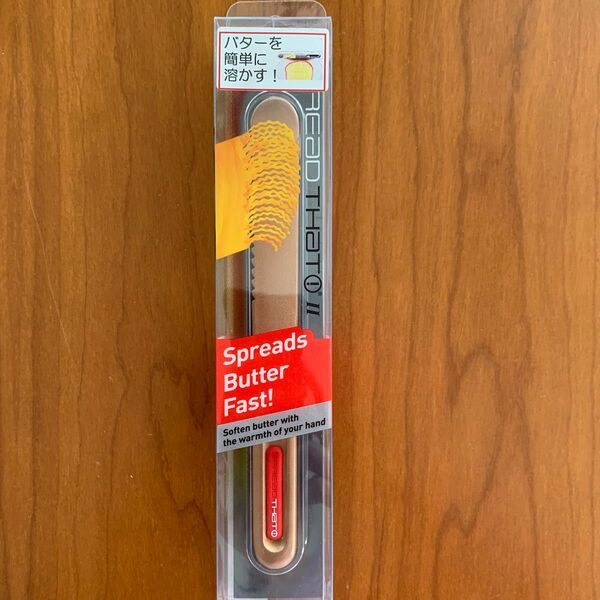 バターを
簡単に
溶かす！
READ THAT! II
Spreads
Butter
Fast!
Soften butter with
the warmth of your hand
THAT!